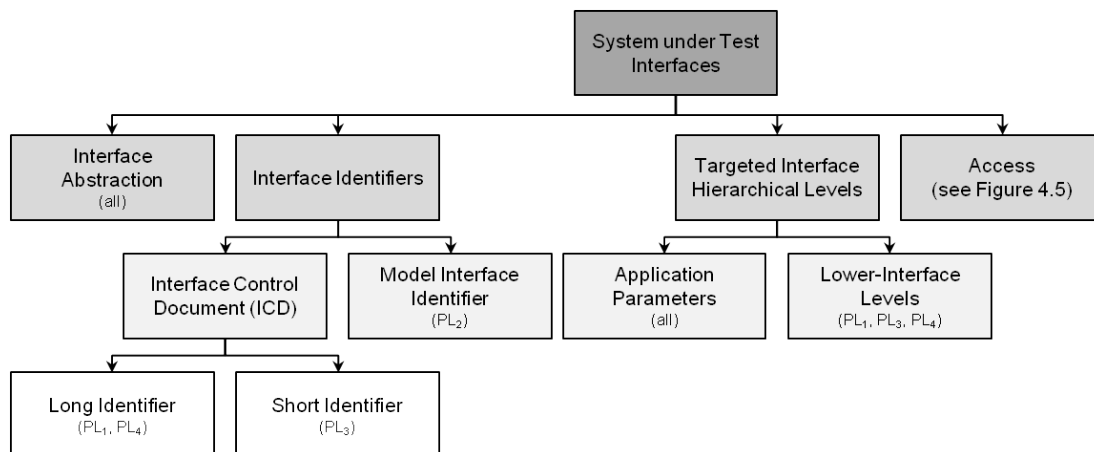 System under Test
Interfaces
Interface
Abstraction
(all)
Interface Identifiers
Targeted Interface
Hierarchical Levels
Access
(see Figure 4.5)
Interface Control
Document (ICD)
Model Interface
Identifier
(PL₂)
Application
Parameters
(all)
Lower-Interface
Levels
(PL₁, PL₃, PL₄)
Long Identifier
(PL₁, PL₄)
Short Identifier
(PL₃)